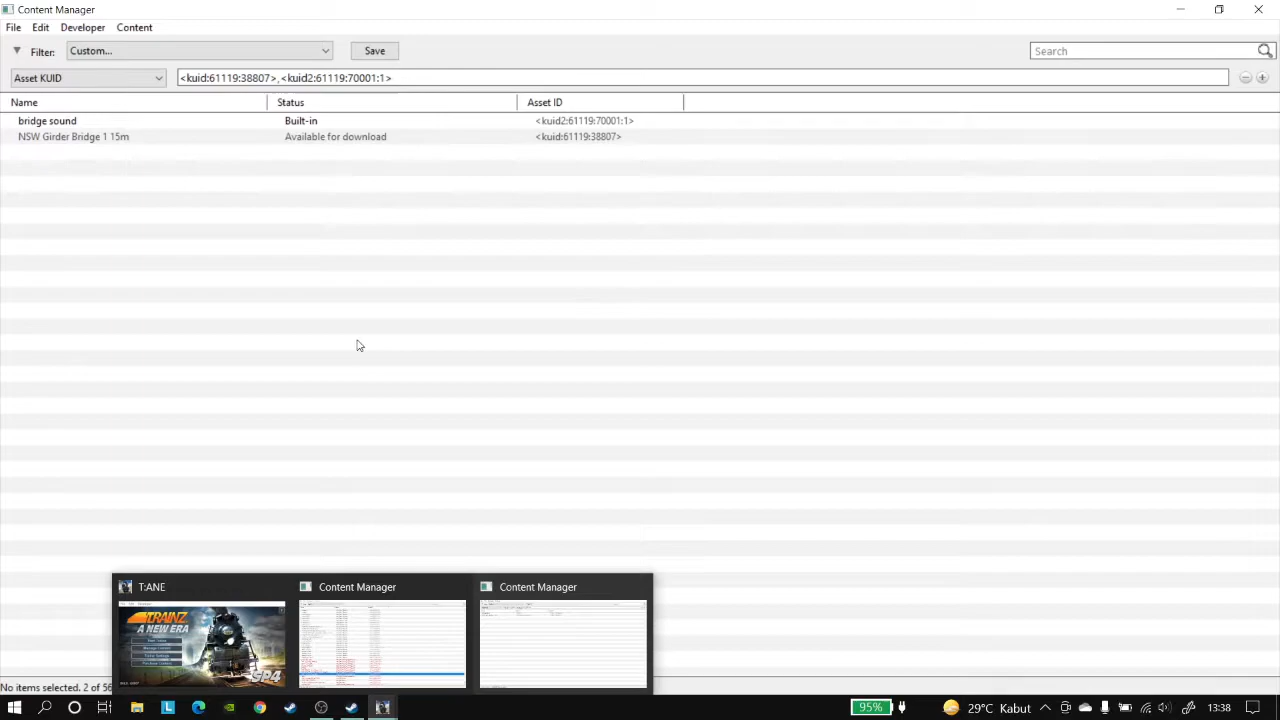 Content Manager
File Edit Developer Content
Filter: Custom... Save Search
Asset KUID <kuid:61119:38807>,<kuid2:61119:70001:1>
Name Status Asset ID
bridge sound Built-in <kuid2:61119:70001:1>
NSW Girder Bridge 1 15m Available for download <kuid:61119:38807>
T:ANE Content Manager Content Manager
TRAINZ
A NEW ERA
SP4
No items selected: 2 of 56
95% 29°C Kabut 13:38